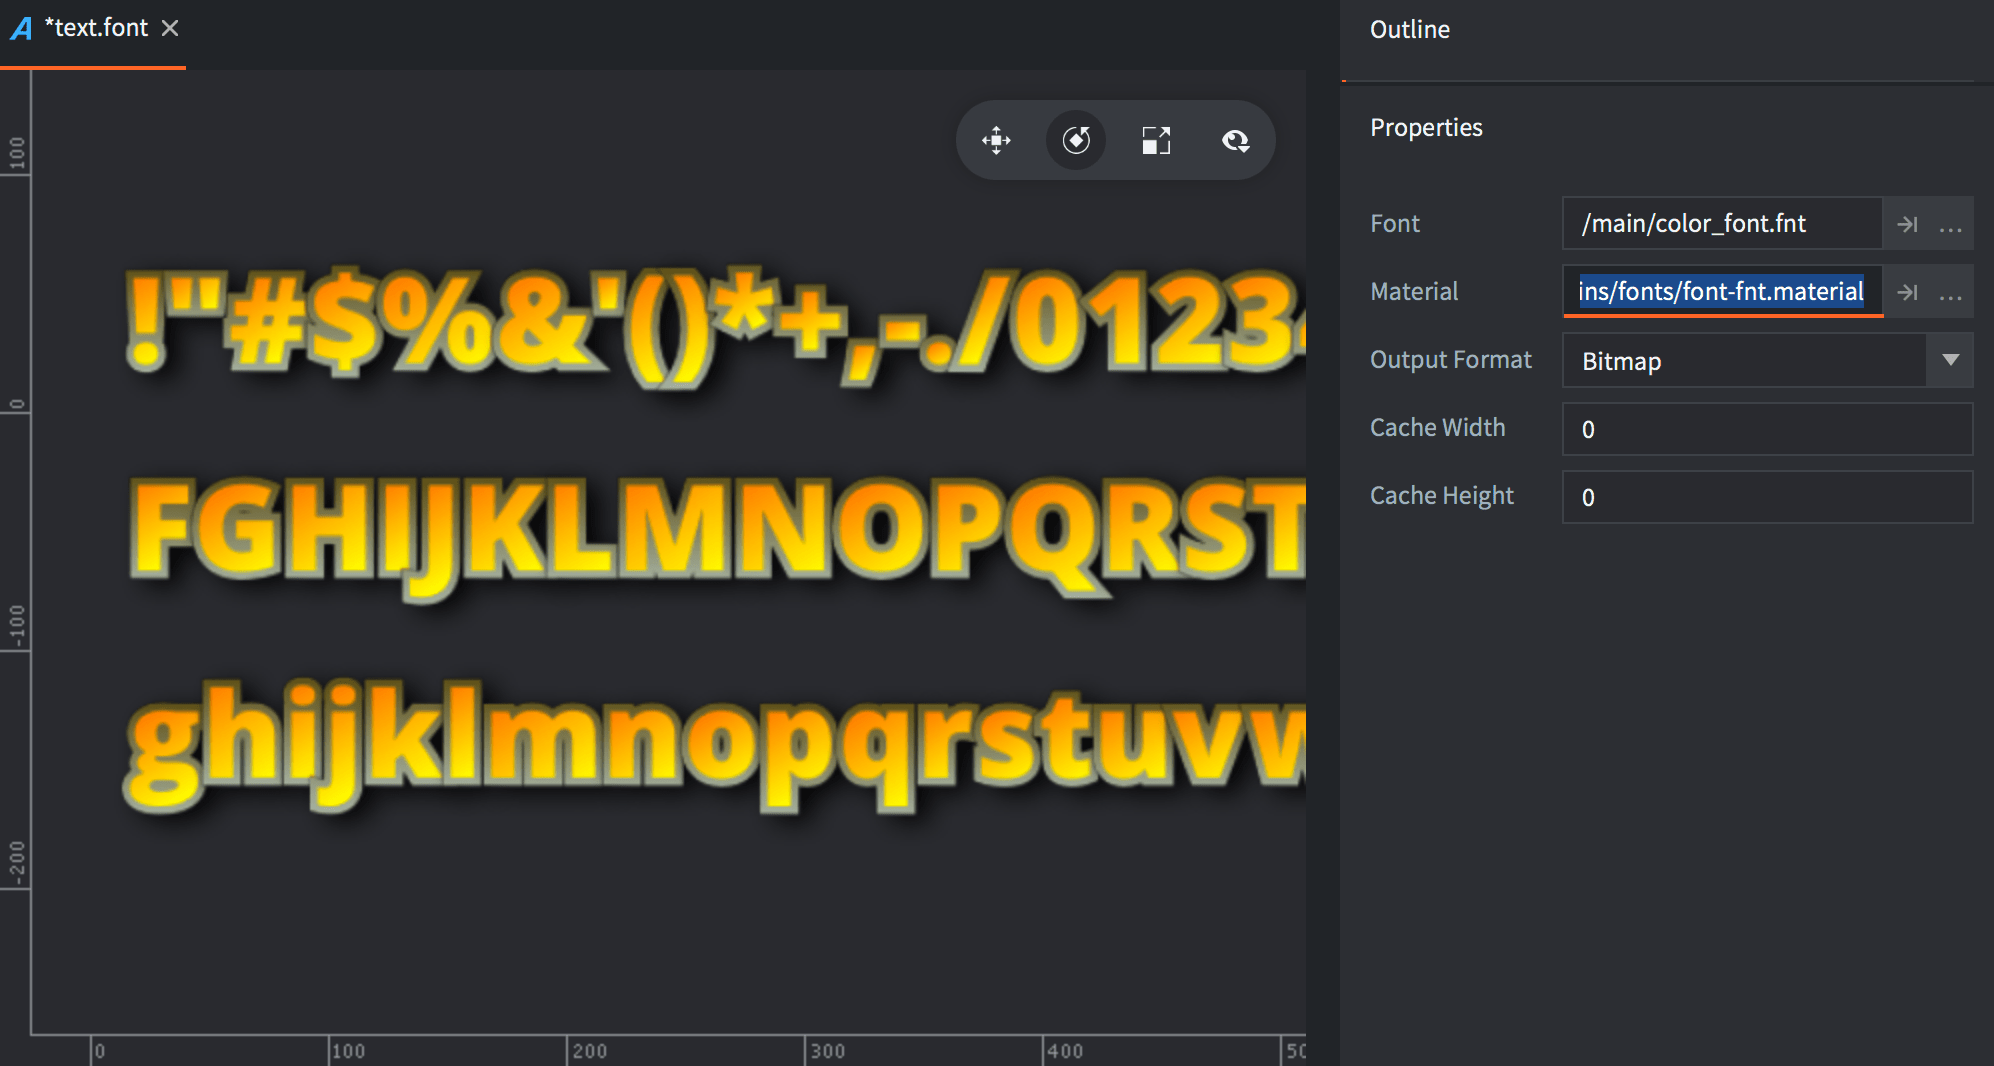 *text.font
Outline
Properties
Font
/main/color_font.fnt
...
Material
ins/fonts/font-fnt.material
...
Output Format
Bitmap
Cache Width
0
Cache Height
0
!"#$%&'()*+,-./01234
FGHIJKLMNOPQRST
ghijklmnopqrstuvw
100
0
-100
-200
0
100
200
300
400
50